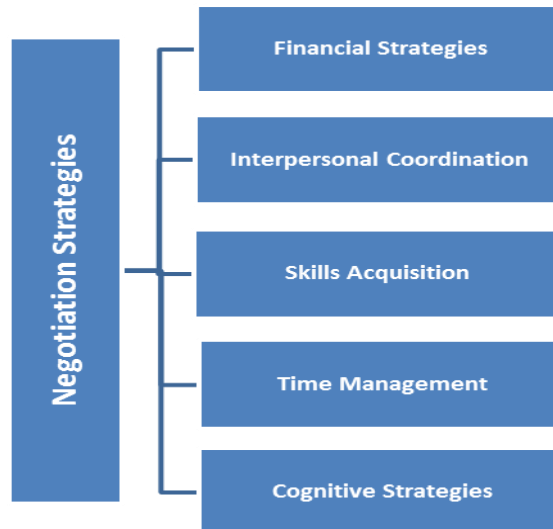 Negotiation Strategies
Financial Strategies
Interpersonal Coordination
Skills Acquisition
Time Management
Cognitive Strategies